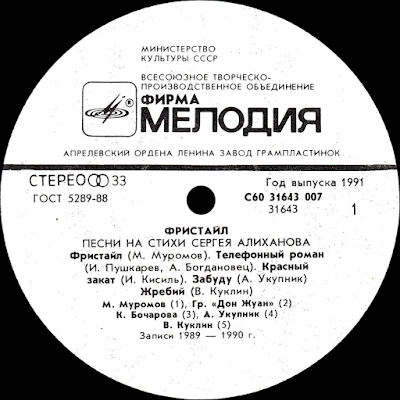 МИНИСТЕРСТВО
КУЛЬТУРЫ СССР
ВСЕСОЮЗНОЕ ТВОРЧЕСКО-
ПРОИЗВОДСТВЕННОЕ ОБЪЕДИНЕНИЕ
ФИРМА
МЕЛОДИЯ
АПРЕЛЕВСКИЙ ОРДЕНА ЛЕНИНА ЗАВОД ГРАМПЛАСТИНОК
СТЕРЕО 33
Год выпуска 1991
ГОСТ 5289-88
С60 31643 007
31643
1
ФРИСТАЙЛ
ПЕСНИ НА СТИХИ СЕРГЕЯ АЛИХАНОВА
Фристайл (М. Муромов). Телефонный роман
(И. Пушкарев, А. Богдановец). Красный
закат (И. Кисиль). Забуду (А. Укупник)
Жребий (В. Куклин)
М. Муромов (1), Гр. «Дон Жуан» (2)
К. Бочарова (3), А. Укупник (4)
В. Куклин (5)
Записи 1989 — 1990 г.